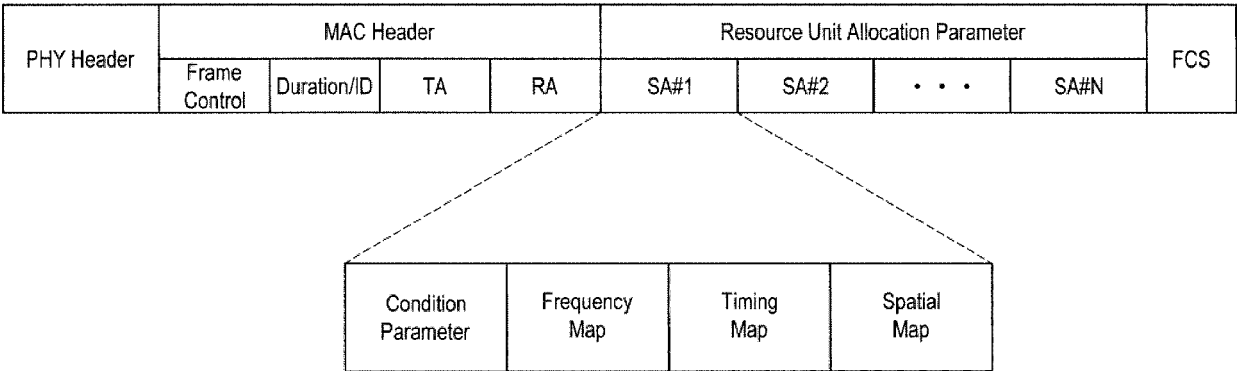 PHY Header
MAC Header
Resource Unit Allocation Parameter
FCS
Frame
Control
Duration/ID
TA
RA
SA#1
SA#2
• • •
SA#N
Condition
Parameter
Frequency
Map
Timing
Map
Spatial
Map